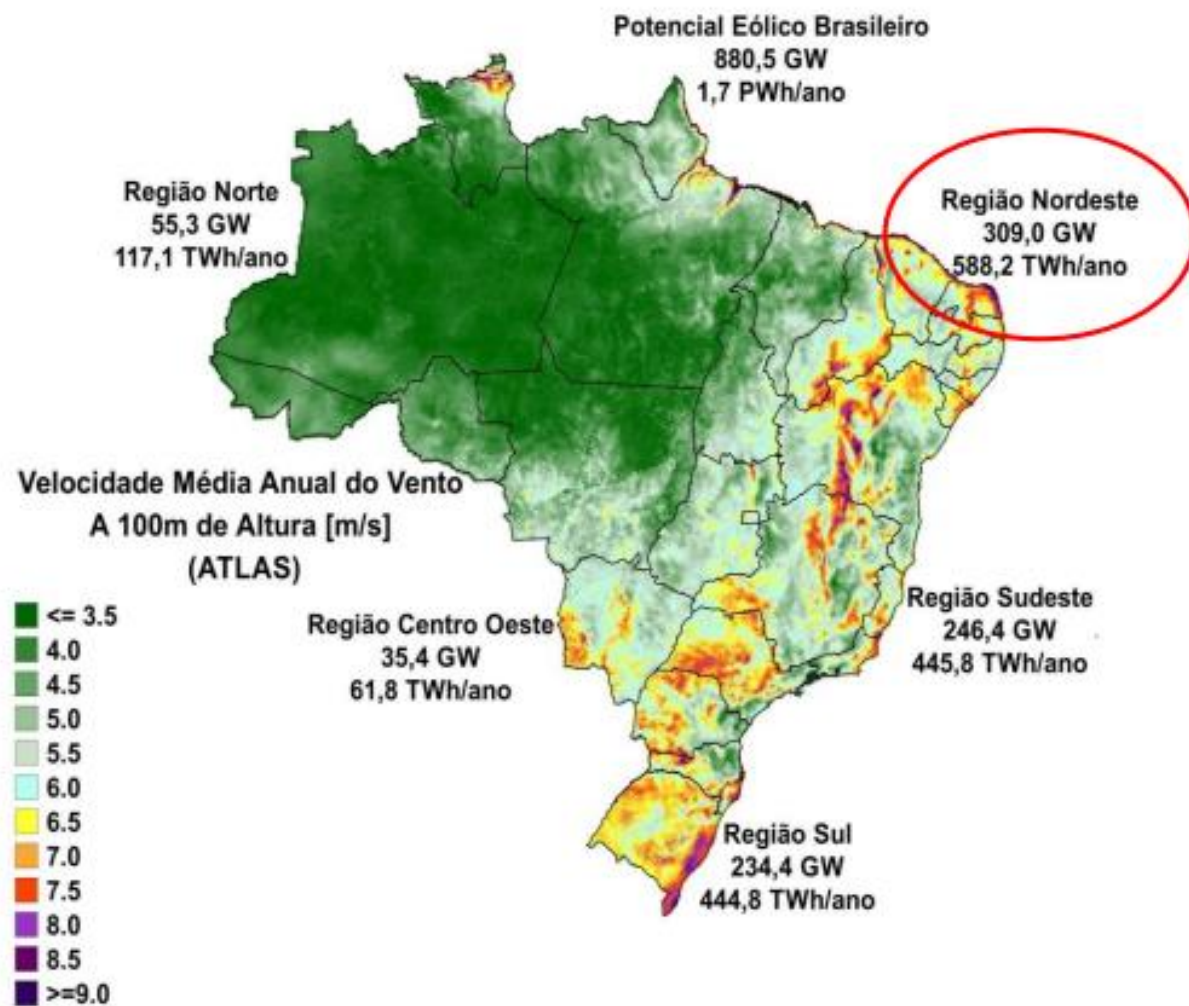 Potencial Eólico Brasileiro
880,5 GW
1,7 PWh/ano
Região Norte
55,3 GW
117,1 TWh/ano
Região Nordeste
309,0 GW
588,2 TWh/ano
Velocidade Média Anual do Vento
A 100m de Altura [m/s]
(ATLAS)
<= 3.5
4.0
4.5
5.0
5.5
6.0
6.5
7.0
7.5
8.0
8.5
>=9.0
Região Centro Oeste
35,4 GW
61,8 TWh/ano
Região Sudeste
246,4 GW
445,8 TWh/ano
Região Sul
234,4 GW
444,8 TWh/ano